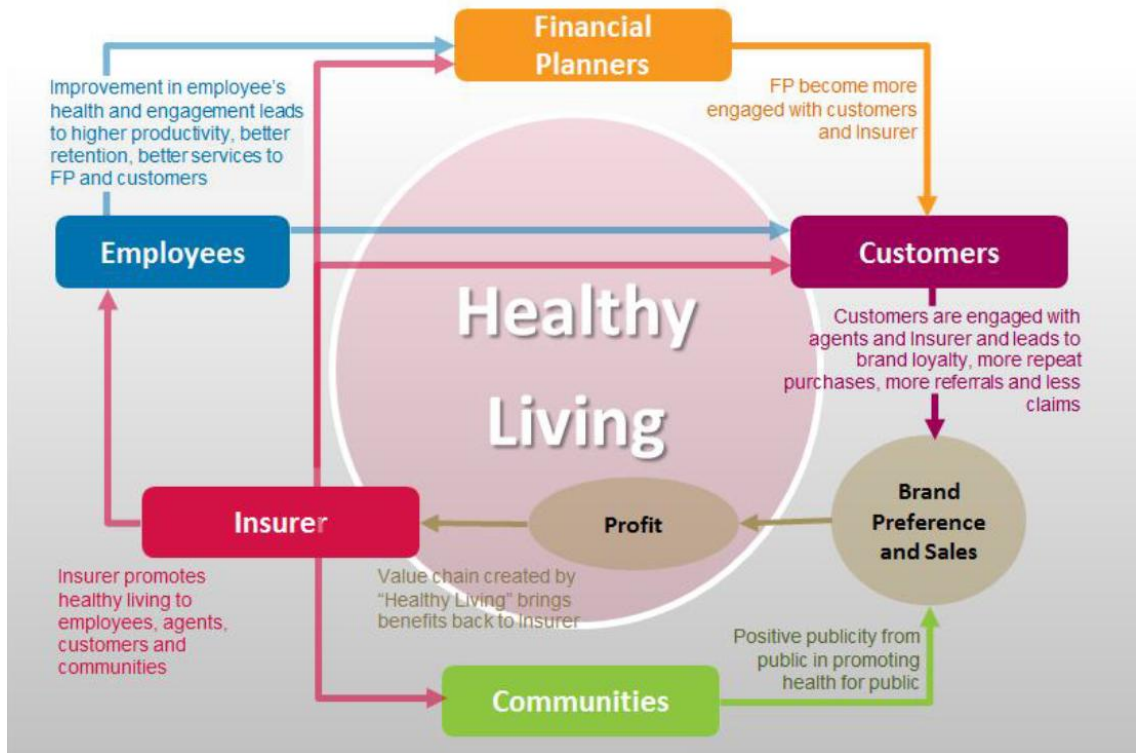 Financial
Planners
Improvement in employee's
health and engagement leads
to higher productivity, better
retention, better services to
FP and customers
FP become more
engaged with customers
and Insurer
Employees
Customers
Healthy
Living
Customers are engaged with
agents and Insurer and leads to
brand loyalty, more repeat
purchases, more referrals and less
claims
Insurer
Profit
Brand
Preference
and Sales
Insurer promotes
healthy living to
employees, agents,
customers and
communities
Value chain created by
“Healthy Living” brings
benefits back to Insurer
Positive publicity from
public in promoting
health for public
Communities